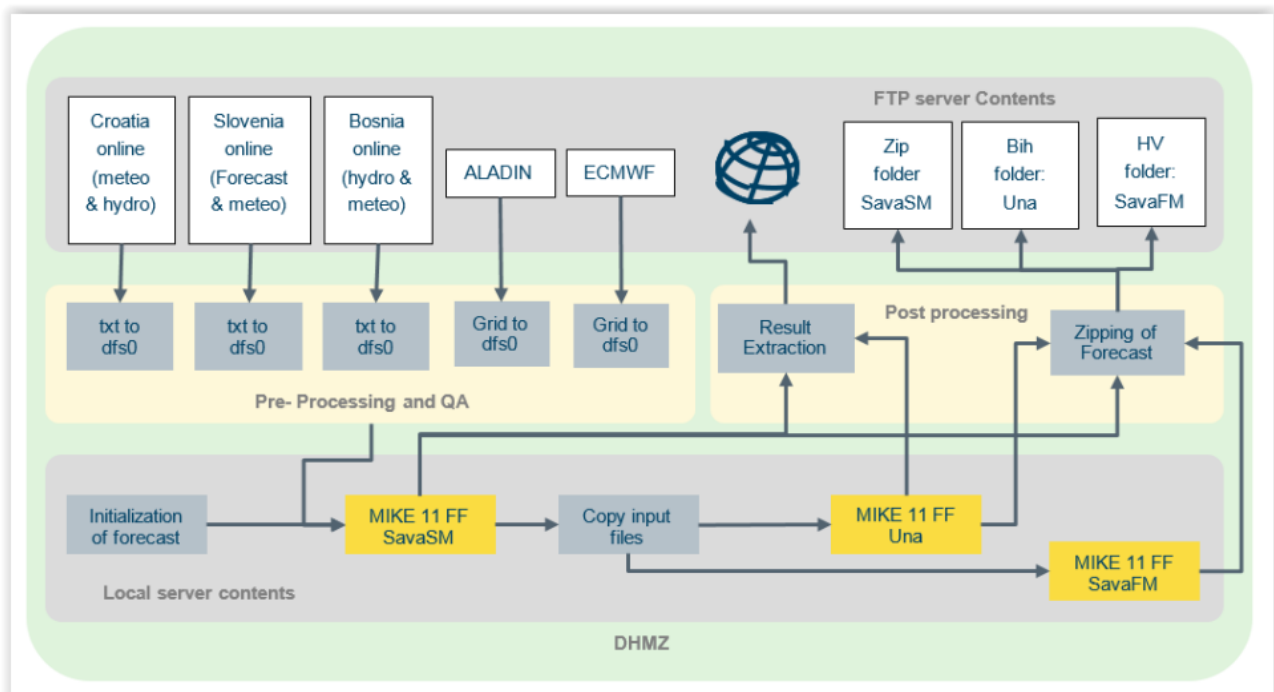 FTP server Contents
Croatia
online
(meteo
& hydro)
Slovenia
online
(Forecast
& meteo)
Bosnia
online
(hydro &
meteo)
ALADIN
ECMWF
Zip
folder
SavaSM
Bih
folder:
Una
HV
folder:
SavaFM
txt to
dfs0
txt to
dfs0
txt to
dfs0
Grid to
dfs0
Grid to
dfs0
Pre- Processing and QA
Result
Extraction
Post processing
Zipping of
Forecast
Initialization
of forecast
MIKE 11 FF
SavaSM
Copy input
files
MIKE 11 FF
Una
MIKE 11 FF
SavaFM
Local server contents
DHMZ